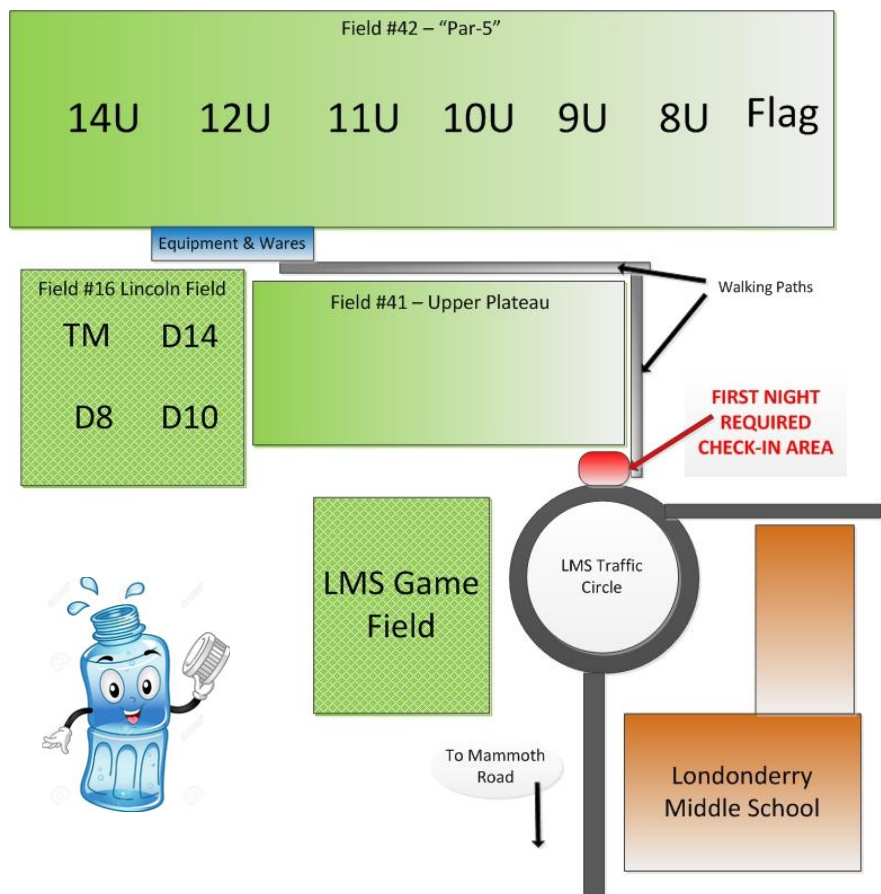 Field #42 – "Par-5"
14U 12U 11U 10U 9U 8U Flag
Equipment & Wares
Field #16 Lincoln Field
TM D14
D8 D10
Field #41 – Upper Plateau
Walking Paths
FIRST NIGHT
REQUIRED
CHECK-IN AREA
LMS Game
Field
LMS Traffic
Circle
To Mammoth
Road
Londonderry
Middle School